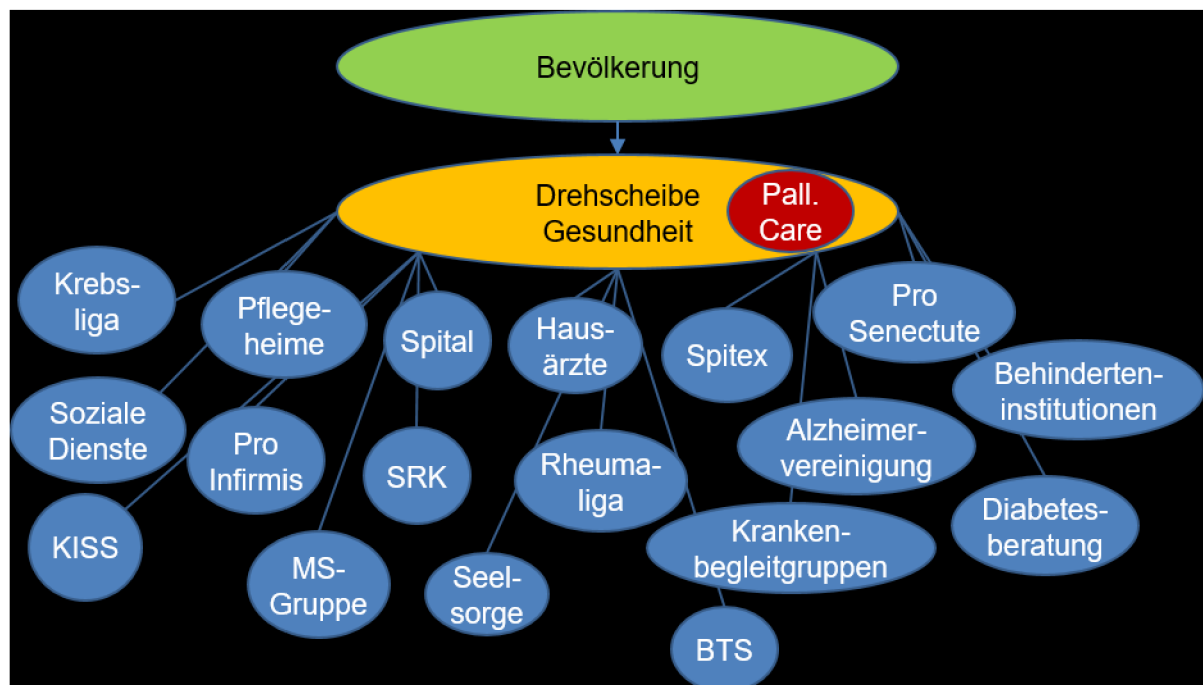 Bevölkerung
Drehscheibe
Gesundheit
Pall.
Care
Krebs-
liga
Pflege-
heime
Spital
Haus-
ärzte
Spitex
Pro
Senectute
Behinderten-
institutionen
Soziale
Dienste
Pro
Infirmis
SRK
Rheuma-
liga
Alzheimer-
vereinigung
Diabetes-
beratung
KISS
MS-
Gruppe
Seel-
sorge
Kranken-
begleitgruppen
BTS